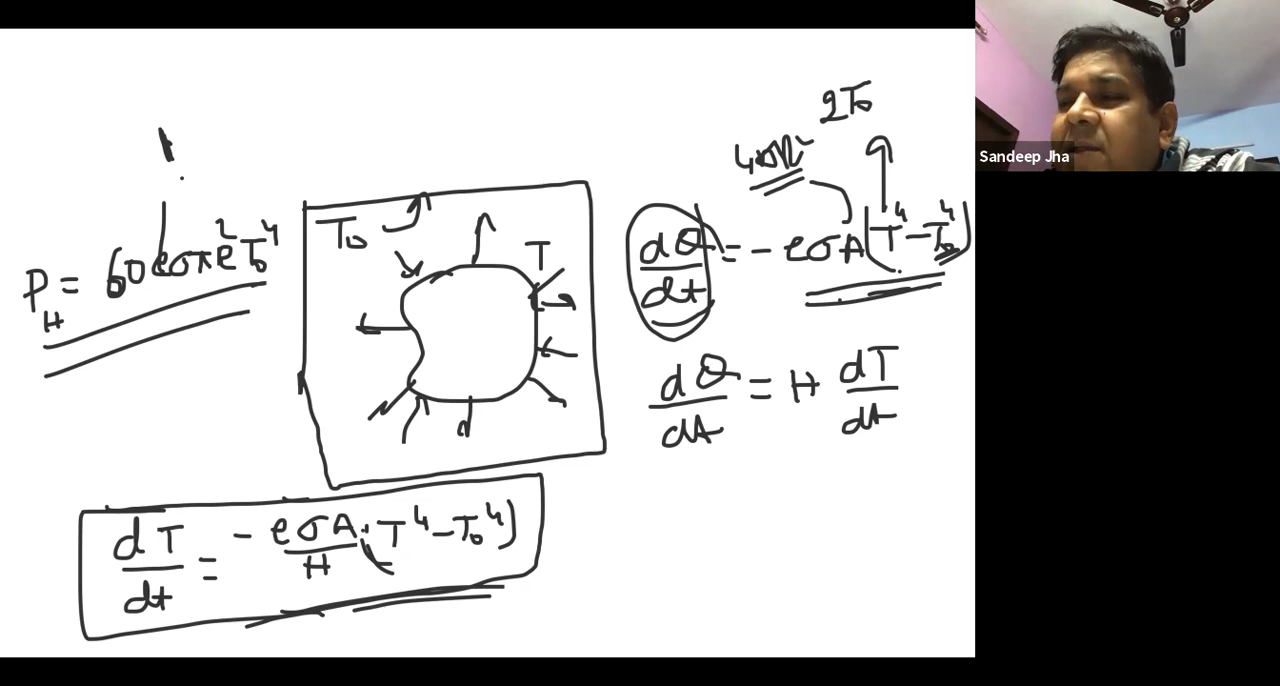 2T₀
4πr²
P_H = 60eσπr²T₀⁴
T₀
T
dQ/dt = - eσA(T⁴ - T₀⁴)
dQ/dt = H dT/dt
dT/dt = - eσA/H (T⁴ - T₀⁴)
Sandeep Jha